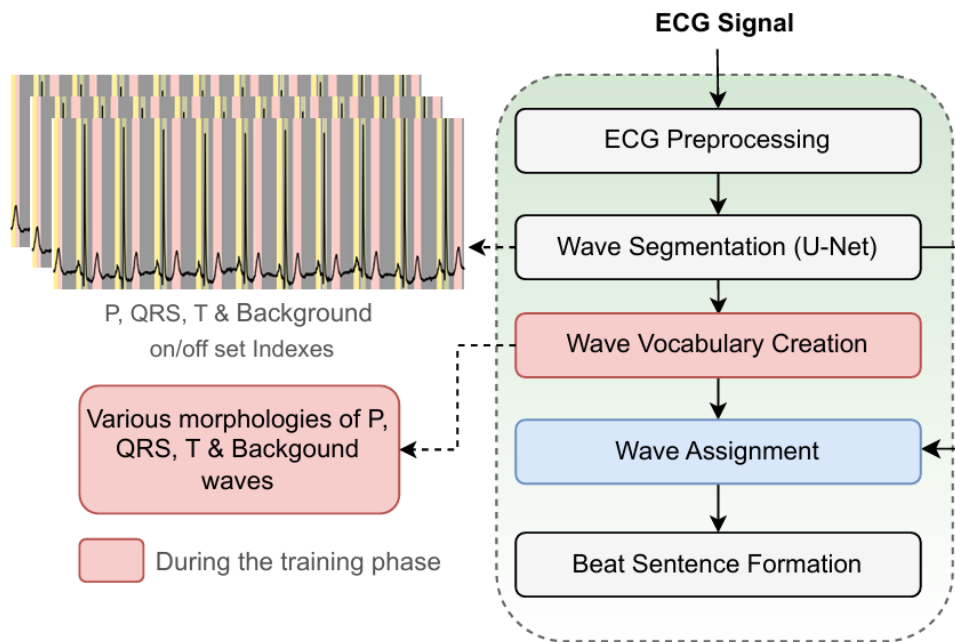 ECG Signal
ECG Preprocessing
Wave Segmentation (U-Net)
P, QRS, T & Background
on/off set Indexes
Wave Vocabulary Creation
Various morphologies of P,
QRS, T & Backgound
waves
Wave Assignment
During the training phase
Beat Sentence Formation